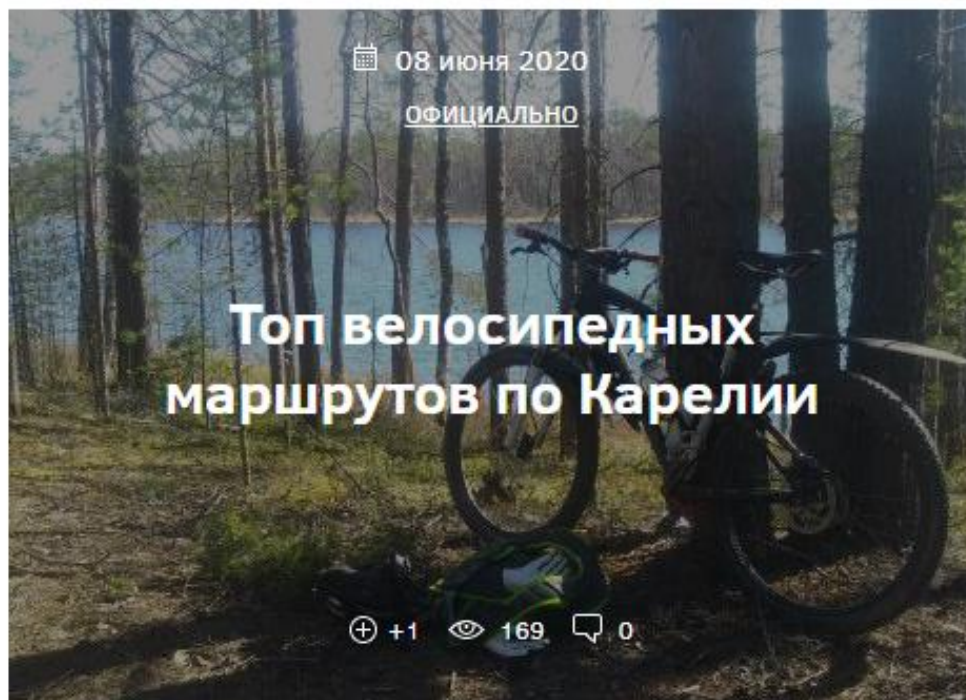 08 июня 2020
ОФИЦИАЛЬНО
Топ велосипедных
маршрутов по Карелии
+1 169 0